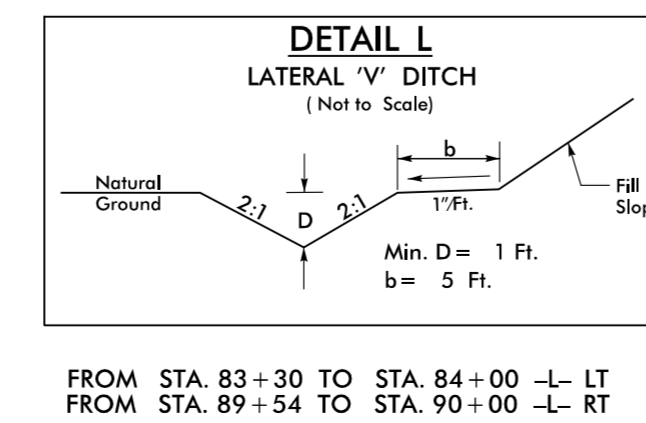 DETAIL L
LATERAL 'V' DITCH
( Not to Scale)
b
Natural
Ground
2:1
D
2:1
1"/Ft.
Fill
Min. D = 1 Ft.
b = 5 Ft.
FROM STA. 83+30 TO STA. 84+00 -L- LT
FROM STA. 89+54 TO STA. 90+00 -L- RT